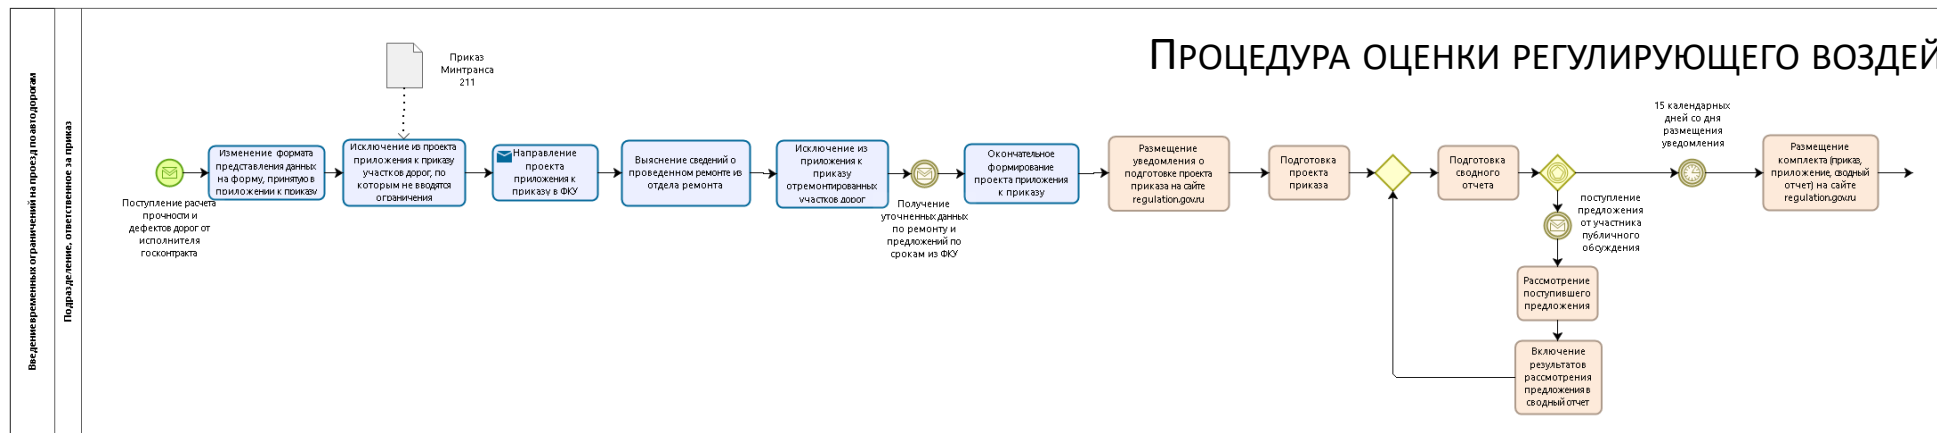 Введение временных ограничений на проезд по автодорогам
Подразделение, ответственное за приказ
ПРОЦЕДУРА ОЦЕНКИ РЕГУЛИРУЮЩЕГО ВОЗДЕЙ
Приказ
Минтранса
211
Поступление расчета
прочности и
дефектов дорог от
исполнителя
госконтракта
Изменение формата
представления данных
на форму, принятую в
приложении к приказу
Исключение из проекта
приложения к приказу
участков дорог, по
которым не вводятся
ограничения
Направление
проекта
приложения к
приказу в ФКУ
Выяснение сведений о
проведенном ремонте из
отдела ремонта
Исключение из
приложения к
приказу
отремонтированных
участков дорог
Получение
уточненных данных
по ремонту и
предложений по
срокам из ФКУ
Окончательное
формирование
проекта приложения
к приказу
Размещение
уведомления о
подготовке проекта
приказа на сайте
regulation.gov.ru
Подготовка
проекта
приказа
Подготовка
сводного
отчета
поступление
предложения
от участника
публичного
обсуждения
Рассмотрение
поступившего
предложения
Включение
результатов
рассмотрения
предложения в
сводный отчет
15 календарных
дней со дня
размещения
уведомления
Размещение
комплекта (приказ,
приложение, сводный
отчет) на сайте
regulation.gov.ru